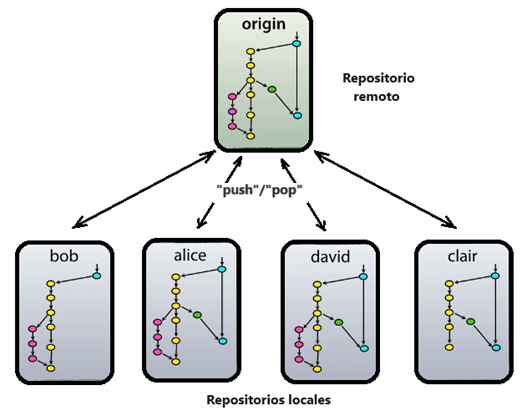 origin
Repositorio
remoto
"push"/"pop"
bob
alice
david
clair
Repositorios locales